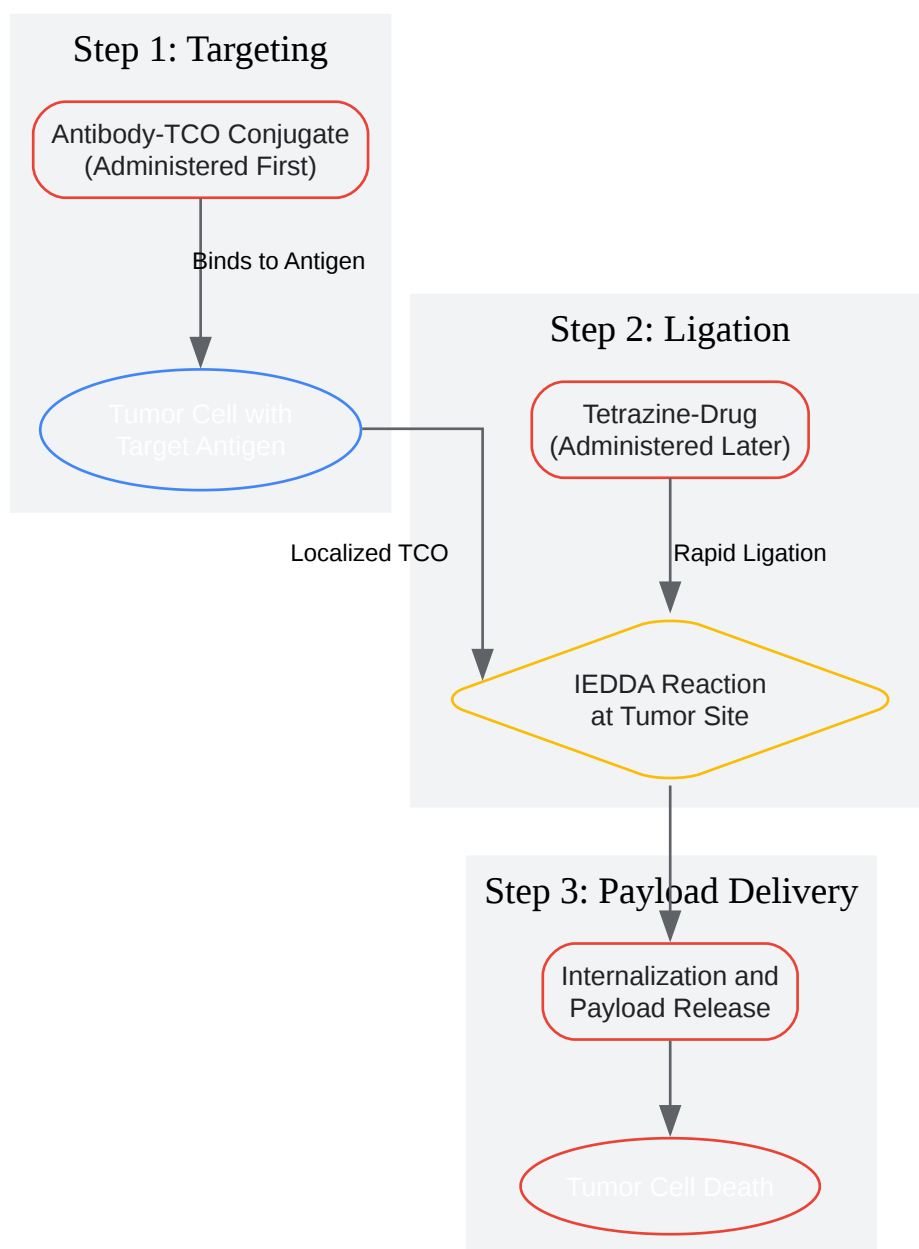 Step 1: Targeting
Antibody-TCO Conjugate
(Administered First)
Binds to Antigen
Tumor Cell with
Target Antigen
Localized TCO
Step 2: Ligation
Tetrazine-Drug
(Administered Later)
Rapid Ligation
IEDDA Reaction
at Tumor Site
Step 3: Payload Delivery
Internalization and
Payload Release
Tumor Cell Death